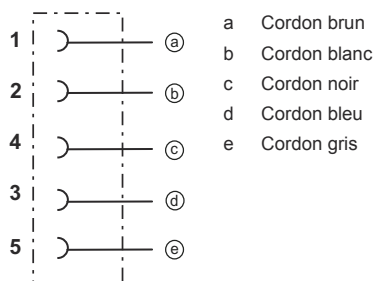 1 a
2 b
4 c
3 d
5 e
a Cordon brun
b Cordon blanc
c Cordon noir
d Cordon bleu
e Cordon gris